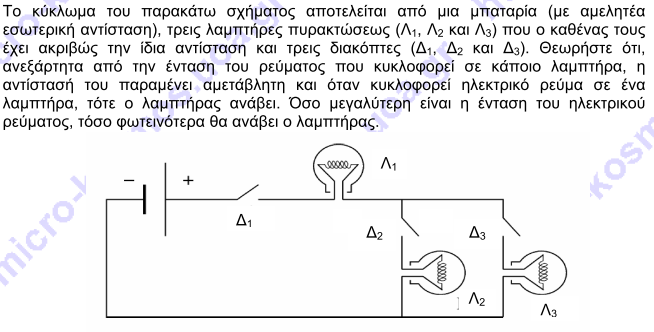 Το κύκλωμα του παρακάτω σχήματος αποτελείται από μια μπαταρία (με αμελητέα
εσωτερική αντίσταση), τρεις λαμπτήρες πυρακτώσεως (Λ₁, Λ₂ και Λ₃) που ο καθένας τους
έχει ακριβώς την ίδια αντίσταση και τρεις διακόπτες (Δ₁, Δ₂ και Δ₃). Θεωρήστε ότι,
ανεξάρτητα από την ένταση του ρεύματος που κυκλοφορεί σε κάποιο λαμπτήρα, η
αντίστασή του παραμένει αμετάβλητη και όταν κυκλοφορεί ηλεκτρικό ρεύμα σε ένα
λαμπτήρα, τότε ο λαμπτήρας ανάβει. Όσο μεγαλύτερη είναι η ένταση του ηλεκτρικού
ρεύματος, τόσο φωτεινότερα θα ανάβει ο λαμπτήρας.
Λ₁
− +
Δ₁
Δ₂ Δ₃
Λ₂
Λ₃